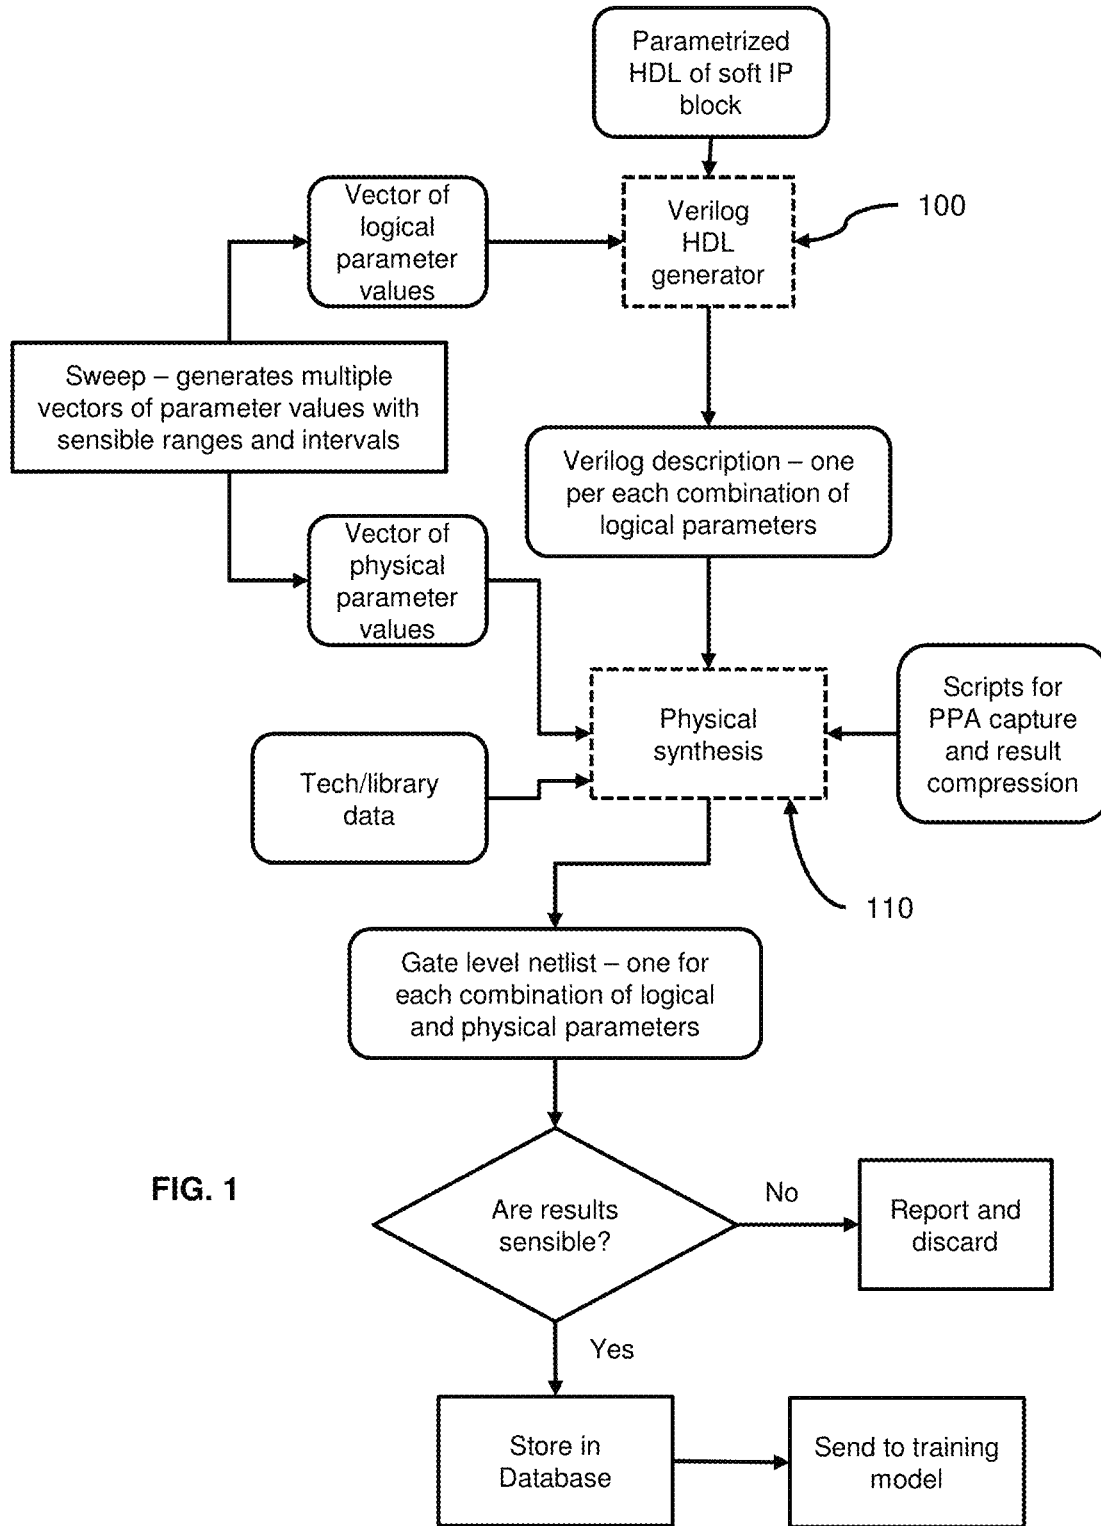 Parametrized
HDL of soft IP
block
Vector of
logical
parameter
values
Verilog
HDL
generator
100
Sweep – generates multiple
vectors of parameter values with
sensible ranges and intervals
Verilog description – one
per each combination of
logical parameters
Vector of
physical
parameter
values
Physical
synthesis
Scripts for
PPA capture
and result
compression
Tech/library
data
110
Gate level netlist – one for
each combination of logical
and physical parameters
FIG. 1
Are results
sensible?
No
Report and
discard
Yes
Store in
Database
Send to training
model